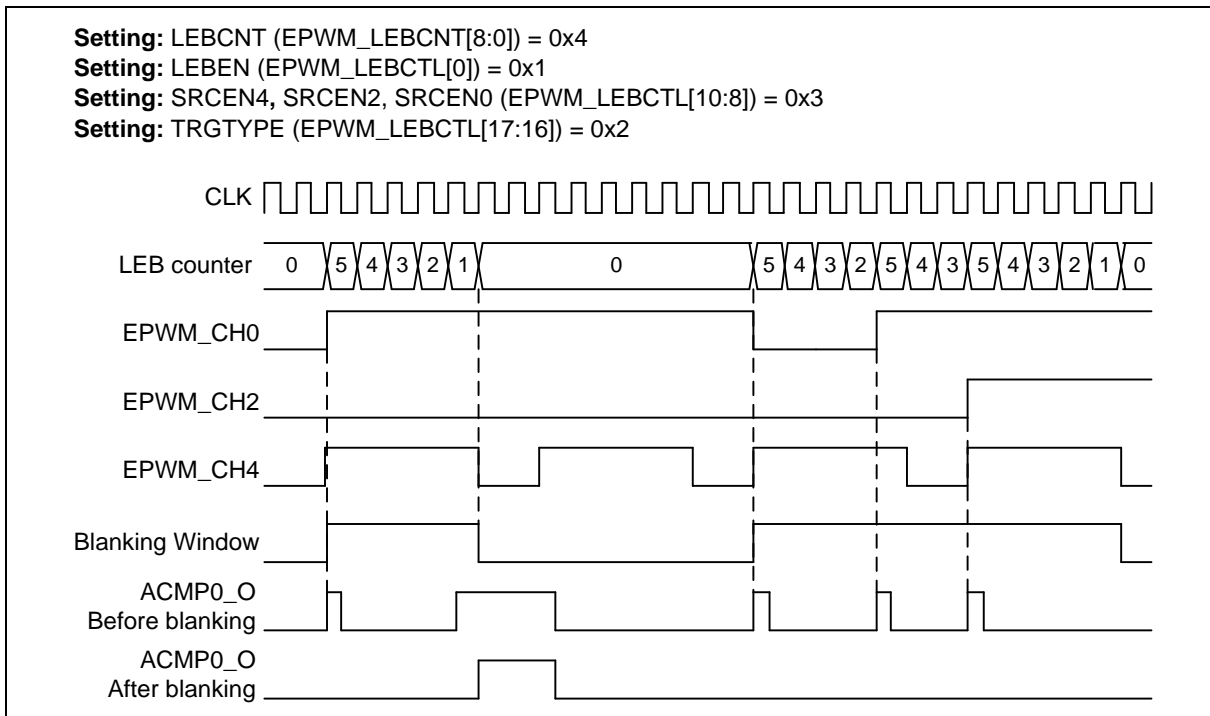 Setting: LEBCNT (EPWM_LEBCNT[8:0]) = 0x4
Setting: LEBEN (EPWM_LEBCTL[0]) = 0x1
Setting: SRCEN4, SRCEN2, SRCEN0 (EPWM_LEBCTL[10:8]) = 0x3
Setting: TRGTYPE (EPWM_LEBCTL[17:16]) = 0x2
CLK
LEB counter 0 5 4 3 2 1 0 5 4 3 2 5 4 3 5 4 3 2 1 0
EPWM_CH0
EPWM_CH2
EPWM_CH4
Blanking Window
ACMP0_O
Before blanking
ACMP0_O
After blanking